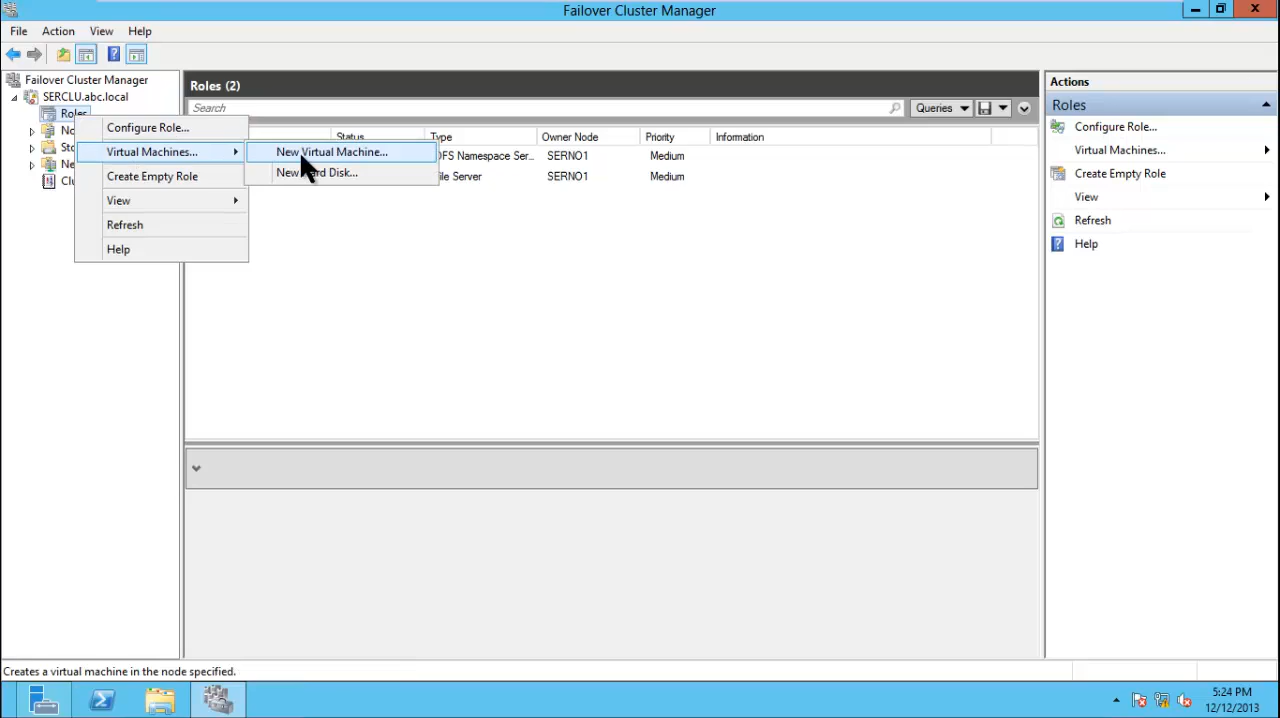 Failover Cluster Manager
File Action View Help
Failover Cluster Manager
SERCLU.abc.local
Roles
Configure Role...
Virtual Machines...
Create Empty Role
View
Refresh
Help
New Virtual Machine...
Disk...
Roles (2)
Search
Queries
Status Type Owner Node Priority Information
Namespace Ser... SERNO1 Medium
Server SERNO1 Medium
Actions
Roles
Configure Role...
Virtual Machines...
Create Empty Role
View
Refresh
Help
Creates a virtual machine in the node specified.
5:24 PM
12/12/2013